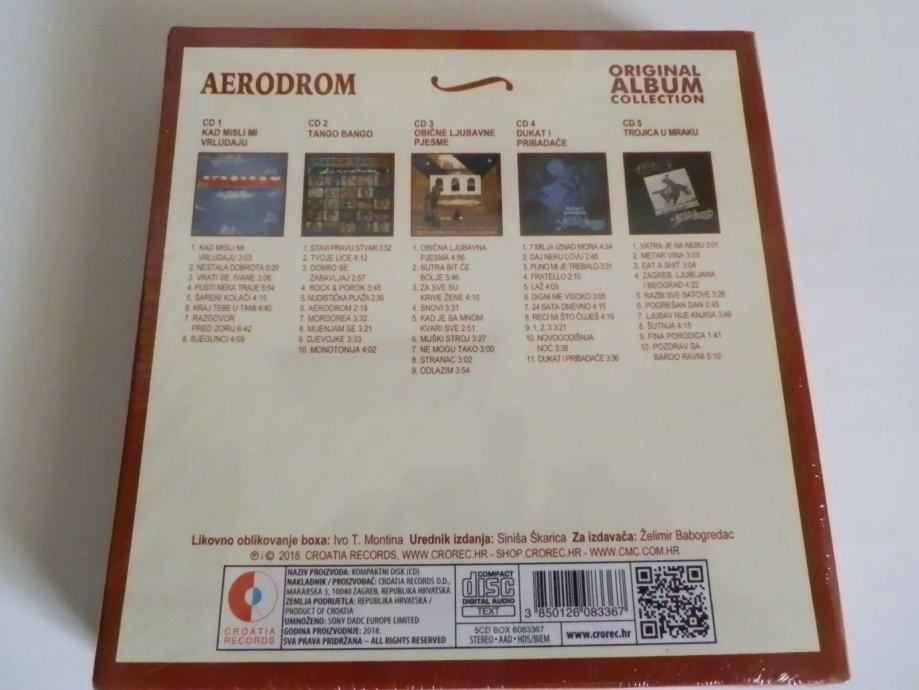 AERODROM
ORIGINAL
ALBUM
COLLECTION
CD 1
KAD MISLI MI
VRLUDAJU
1. KAD MISLI MI
VRLUDAJU 3:03
2. NESTALA DOBROTA 5:29
3. VRATI SE, IVANE 3:06
4. PUSTI NEKA TRAJE 6:54
5. ŠARENI KOLAČI 4:15
6. KRAJ TEBE U TAMI 4:40
7. RAZGOVOR
PRED ZORU 6:42
8. BJEGUNCI 4:09
CD 2
TANGO BANGO
1. STAVI PRAVU STVAR 3:32
2. TVOJE LICE 4:12
3. DOBRO SE
ZABAVLJAJ 2:57
4. ROCK & POROK 3:45
5. NUDISTIČKA PLAŽA 2:39
6. AERODROM 2:19
7. MORDOREA 3:32
8. MIJENJAM SE 3:21
9. DJEVOJKE 3:33
10. MONOTONIJA 4:02
CD 3
OBIČNE LJUBAVNE
PJESME
1. OBIČNA LJUBAVNA
PJESMA 4:56
2. SUTRA BIT ĆE
BOLJE 3:46
3. ZA SVE SU
KRIVE ŽENE 4:10
4. SNOVI 3:31
5. KAD JE SA MNOM
KVARI SVE 2:51
6. MUŠKI STROJ 3:27
7. NE MOGU TAKO 3:00
8. STRANAC 3:02
9. ODLAZIM 3:54
CD 4
DUKAT I
PRIBADAČE
1. 7 MILJA IZNAD MORA 4:34
2. DAJ NEKU LOVU 2:46
3. PUNO MI JE TREBALO 3:31
4. FRATELLO 2:10
5. LAŽ 4:09
6. DIGNI ME VISOKO 3:05
7. 24 SATA DNEVNO 4:15
8. RECI MI ŠTO ČUJEŠ 4:19
9. 1, 2, 3 3:21
10. NOVOGODIŠNJA
NOĆ 3:38
11. DUKAT I PRIBADAČE 3:36
CD 5
TROJICA U MRAKU
1. VATRA JE NA NEBU 3:01
2. METAR VINA 3:03
3. EAT A SHIT 3:04
4. ZAGREB, LJUBLJANA
I BEOGRAD 4:22
5. RAZBI SVE SATOVE 3:28
6. POGREŠAN DAN 3:45
7. LJUBAV NIJE KNJIGA 3:49
8. ŠUTNJA 4:15
9. FINA PORODICA 1:41
10. POZDRAV SA
BARDO RAVNI 5:10
Likovno oblikovanje boxa: Ivo T. Montina Urednik izdanja: Siniša Škarica Za izdavača: Želimir Babogredac
Ⓟ i © 2018. CROATIA RECORDS, WWW.CROREC.HR - SHOP.CROREC.HR - WWW.CMC.COM.HR
CROATIA
RECORDS
NAZIV PROIZVODA: KOMPAKTNI DISK (CD)
NAKLADNIK / PROIZVOĐAČ: CROATIA RECORDS D.D.,
MAKARSKA 3, 10040 ZAGREB, REPUBLIKA HRVATSKA
ZEMLJA PODRIJETLA: REPUBLIKA HRVATSKA /
PRODUCT OF CROATIA
UMNOŽENO: SONY DADC EUROPE LIMITED
GODINA PROIZVODNJE: 2018.
SVA PRAVA PRIDRŽANA – ALL RIGHTS RESERVED
COMPACT
disc
DIGITAL AUDIO
TEXT
3 850126 083367
5CD BOX 6083367
STEREO • AAD • HDS/BIEM
www.crorec.hr